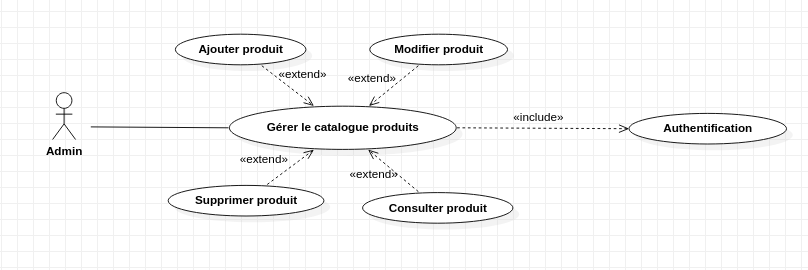 Ajouter produit
Modifier produit
«extend»
«extend»
Admin
Gérer le catalogue produits
«include»
Authentification
«extend»
«extend»
Supprimer produit
Consulter produit